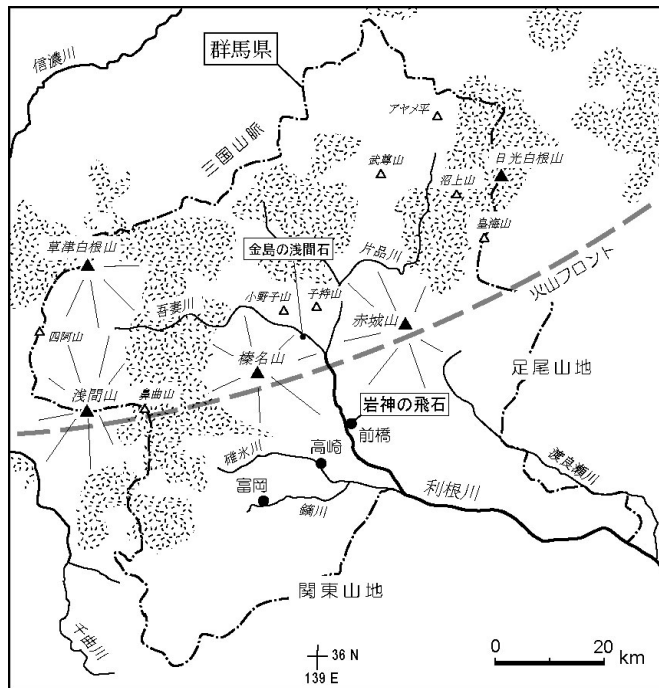 信濃川
群馬県
アヤメ平
三国山脈
武尊山
沼上山
日光白根山
皇海山
草津白根山
金島の浅間石
片品川
火山フロント
吾妻川
小野子山
子持山
赤城山
四阿山
榛名山
足尾山地
浅間山
鼻曲山
岩神の飛石
前橋
碓氷川
高崎
渡良瀬川
富岡
利根川
鏑川
関東山地
千曲川
36 N
139 E
0
20
km